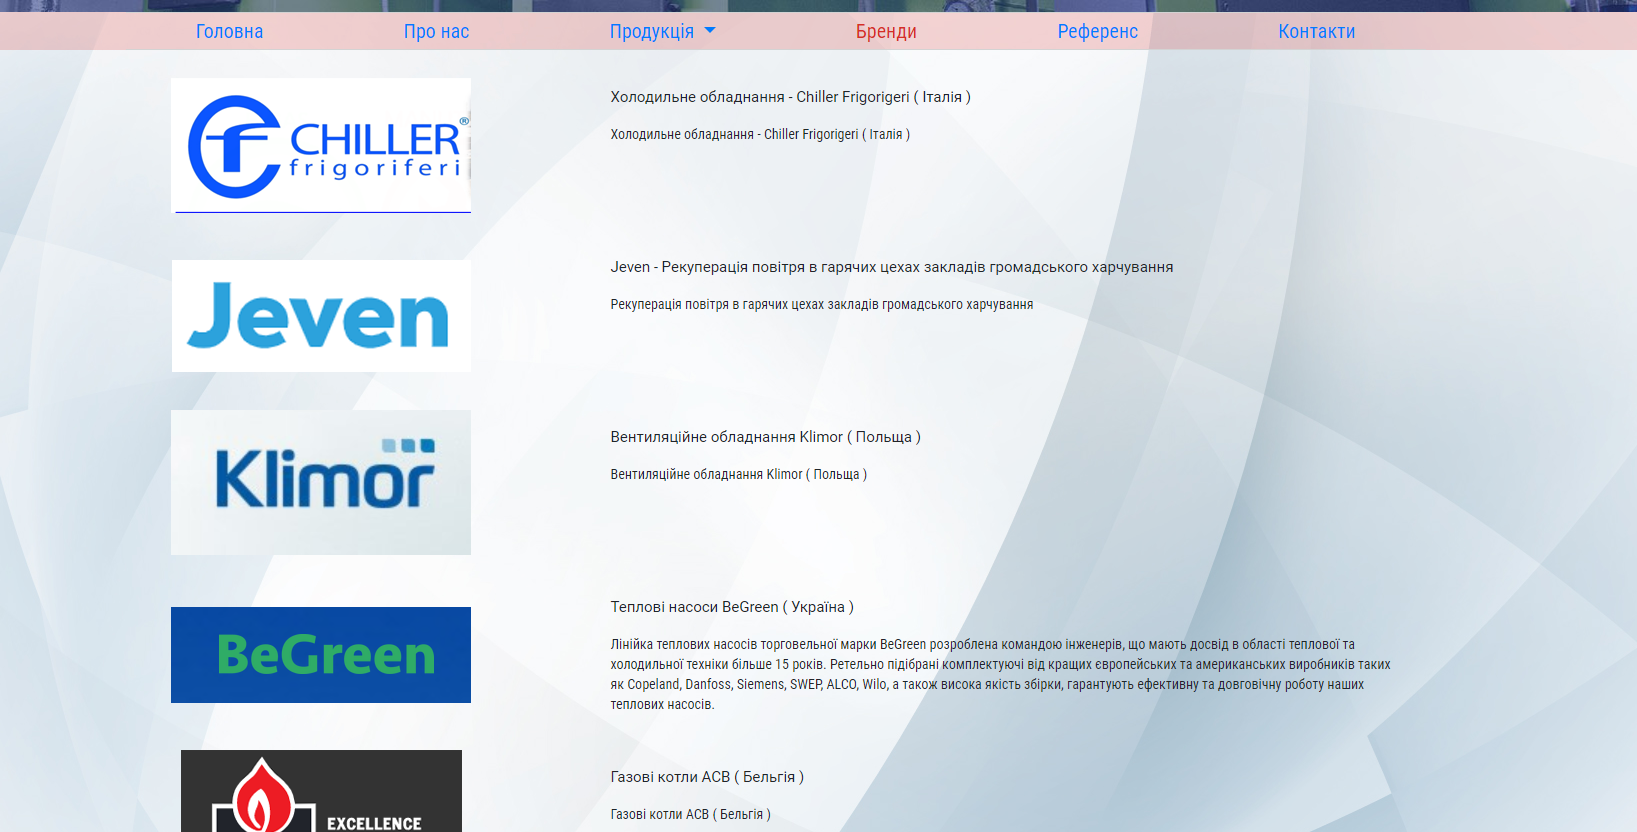 Головна
Про нас
Продукція
Бренди
Референс
Контакти
CHILLER®
frigoriferi
Холодильне обладнання - Chiller Frigorigeri ( Італія )
Холодильне обладнання - Chiller Frigorigeri ( Італія )
Jeven
Jeven - Рекуперація повітря в гарячих цехах закладів громадського харчування
Рекуперація повітря в гарячих цехах закладів громадського харчування
Klimor
Вентиляційне обладнання Klimor ( Польща )
Вентиляційне обладнання Klimor ( Польща )
BeGreen
Теплові насоси BeGreen ( Україна )
Лінійка теплових насосів торговельної марки BeGreen розроблена командою інженерів, що мають досвід в області теплової та
холодильної техніки більше 15 років. Ретельно підібрані комплектуючі від кращих європейських та американських виробників таких
як Copeland, Danfoss, Siemens, SWEP, ALCO, Wilo, а також висока якість збірки, гарантують ефективну та довговічну роботу наших
теплових насосів.
EXCELLENCE
Газові котли ACB ( Бельгія )
Газові котли ACB ( Бельгія )